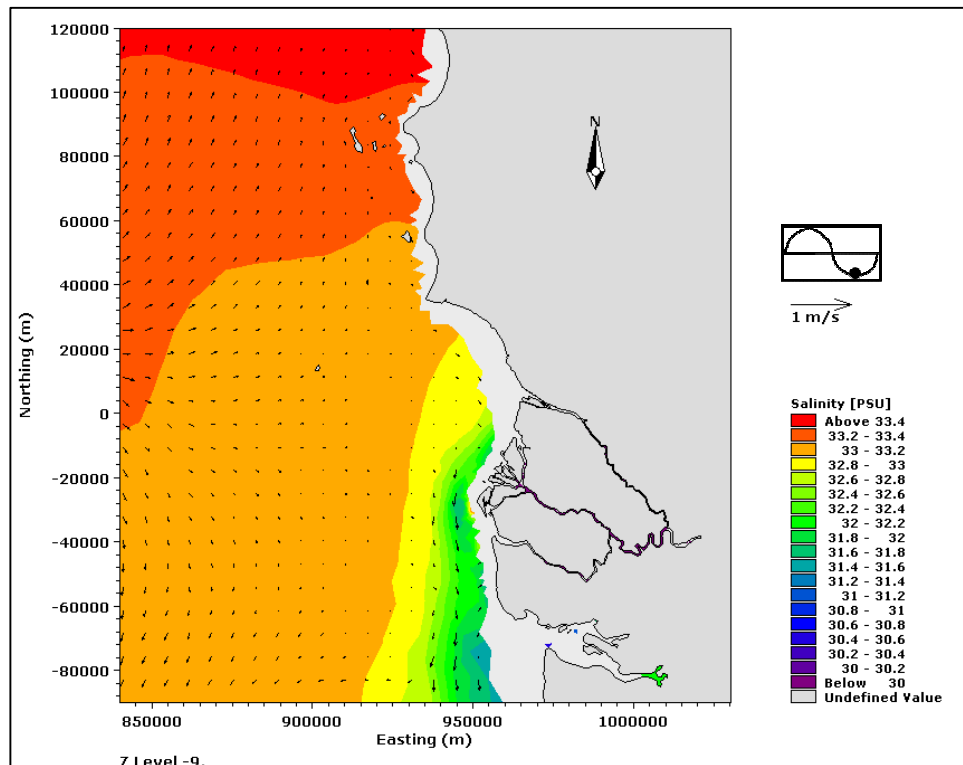 120000
100000
80000
60000
40000
20000
0
-20000
-40000
-60000
-80000
Northing (m)
850000
900000
950000
1000000
Easting (m)
N
1 m/s
Salinity [PSU]
Above 33.4
33.2 - 33.4
33 - 33.2
32.8 - 33
32.6 - 32.8
32.4 - 32.6
32.2 - 32.4
32 - 32.2
31.8 - 32
31.6 - 31.8
31.4 - 31.6
31.2 - 31.4
31 - 31.2
30.8 - 31
30.6 - 30.8
30.4 - 30.6
30.2 - 30.4
30 - 30.2
Below 30
Undefined Value
7 Level -9.